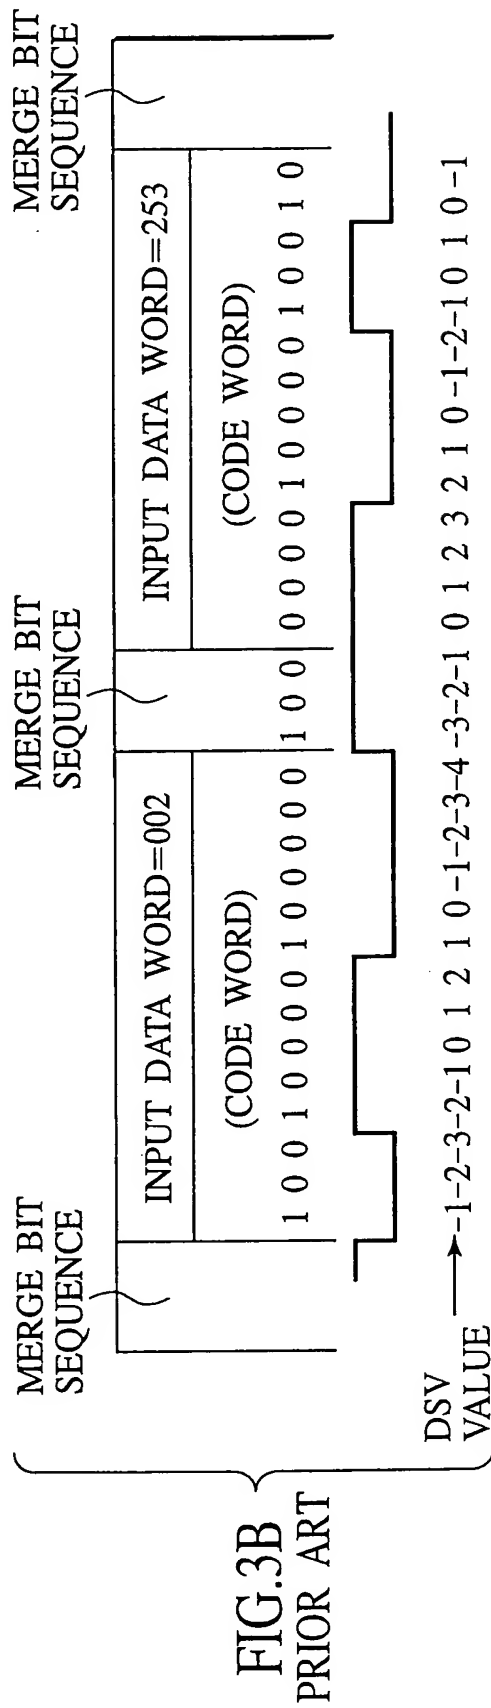 MERGE BIT
SEQUENCE
MERGE BIT
SEQUENCE
MERGE BIT
SEQUENCE
INPUT DATA WORD=002
INPUT DATA WORD=253
(CODE WORD)
(CODE WORD)
1 0 0 1 0 0 0 0 1 0 0 0 0 0 1 0 0 0 0 0 0 1 0 0 0 0 1 0 0 1 0
DSV
VALUE
-1-2-3-2-1 0 1 2 1 0-1-2-3-4-3-2-1 0 1 2 3 2 1 0-1-2-1 0 1 0-1
FIG.3B
PRIOR ART